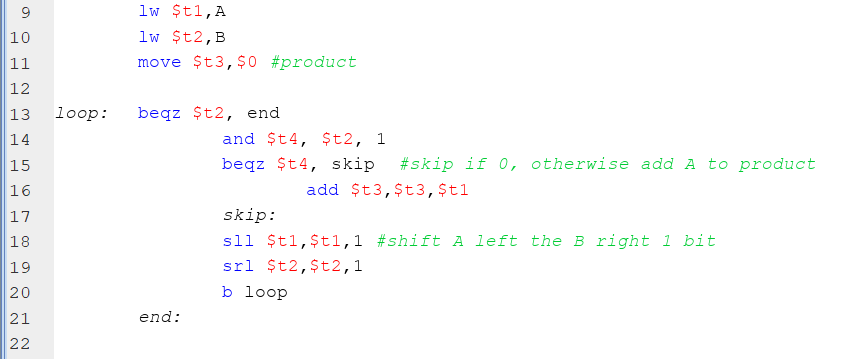 9 lw $t1,A
10 lw $t2,B
11 move $t3,$0 #product
12
13 loop: beqz $t2, end
14 and $t4, $t2, 1
15 beqz $t4, skip #skip if 0, otherwise add A to product
16 add $t3,$t3,$t1
17 skip:
18 sll $t1,$t1,1 #shift A left the B right 1 bit
19 srl $t2,$t2,1
20 b loop
21 end:
22